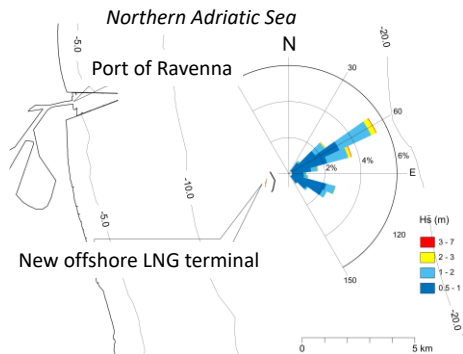 Northern Adriatic Sea
N
-5.0
-20.0
Port of Ravenna
30
60
2%
4%
6%
E
-10.0
-5.0
Hs (m)
3 - 7
2 - 3
1 - 2
0.5 - 1
120
New offshore LNG terminal
150
-20.0
0
5 km